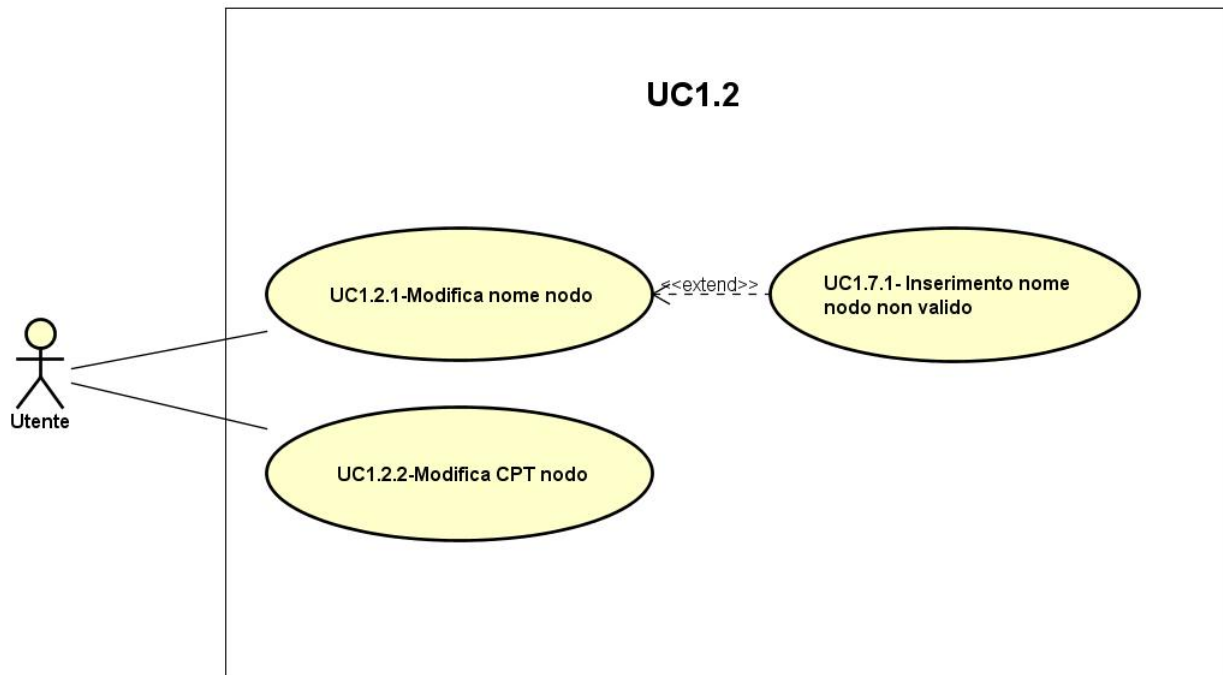 UC1.2
UC1.2.1-Modifica nome nodo
<<extend>>
UC1.7.1- Inserimento nome
nodo non valido
Utente
UC1.2.2-Modifica CPT nodo